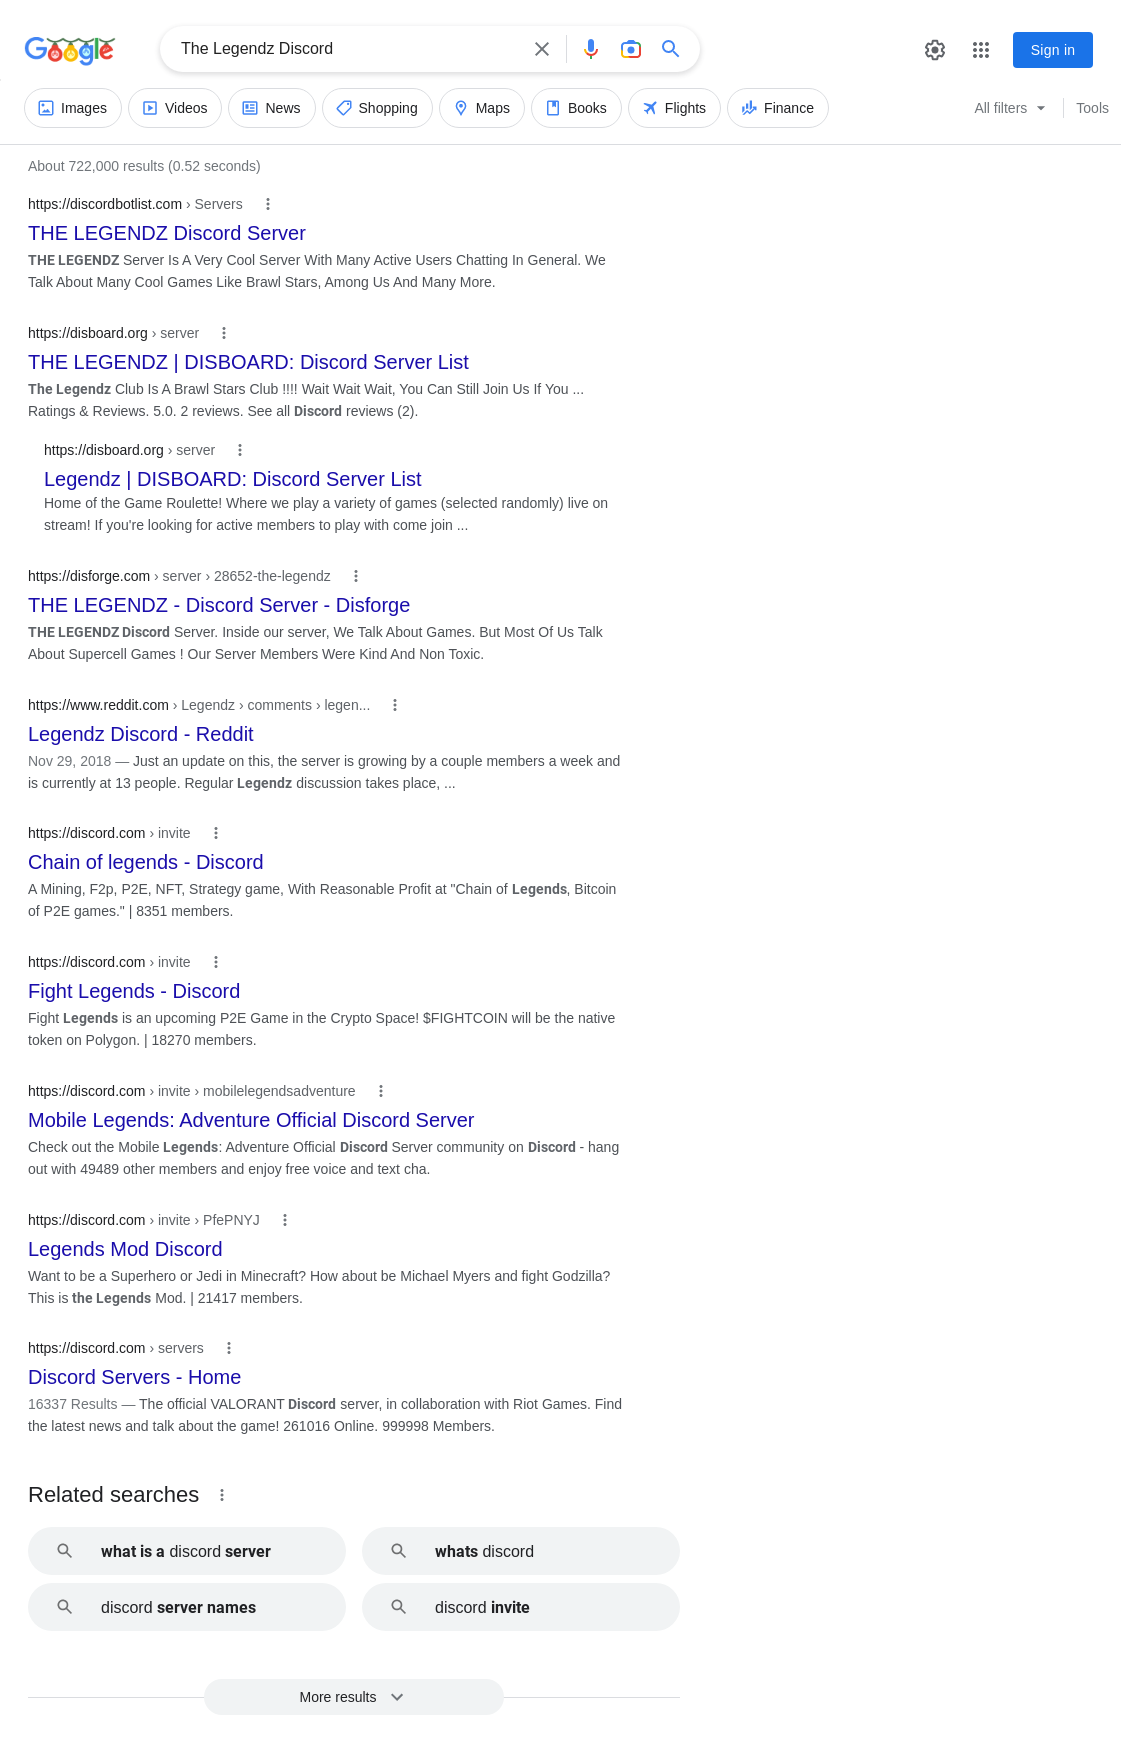 Google
The Legendz Discord
Sign in
Images Videos News Shopping Maps Books Flights Finance All filters Tools
About 722,000 results (0.52 seconds)
https://discordbotlist.com › Servers
THE LEGENDZ Discord Server
THE LEGENDZ Server Is A Very Cool Server With Many Active Users Chatting In General. We
Talk About Many Cool Games Like Brawl Stars, Among Us And Many More.
https://disboard.org › server
THE LEGENDZ | DISBOARD: Discord Server List
The Legendz Club Is A Brawl Stars Club !!!! Wait Wait Wait, You Can Still Join Us If You ...
Ratings & Reviews. 5.0. 2 reviews. See all Discord reviews (2).
https://disboard.org › server
Legendz | DISBOARD: Discord Server List
Home of the Game Roulette! Where we play a variety of games (selected randomly) live on
stream! If you're looking for active members to play with come join ...
https://disforge.com › server › 28652-the-legendz
THE LEGENDZ - Discord Server - Disforge
THE LEGENDZ Discord Server. Inside our server, We Talk About Games. But Most Of Us Talk
About Supercell Games ! Our Server Members Were Kind And Non Toxic.
https://www.reddit.com › Legendz › comments › legen...
Legendz Discord - Reddit
Nov 29, 2018 — Just an update on this, the server is growing by a couple members a week and
is currently at 13 people. Regular Legendz discussion takes place, ...
https://discord.com › invite
Chain of legends - Discord
A Mining, F2p, P2E, NFT, Strategy game, With Reasonable Profit at "Chain of Legends, Bitcoin
of P2E games." | 8351 members.
https://discord.com › invite
Fight Legends - Discord
Fight Legends is an upcoming P2E Game in the Crypto Space! $FIGHTCOIN will be the native
token on Polygon. | 18270 members.
https://discord.com › invite › mobilelegendsadventure
Mobile Legends: Adventure Official Discord Server
Check out the Mobile Legends: Adventure Official Discord Server community on Discord - hang
out with 49489 other members and enjoy free voice and text cha.
https://discord.com › invite › PfePNYJ
Legends Mod Discord
Want to be a Superhero or Jedi in Minecraft? How about be Michael Myers and fight Godzilla?
This is the Legends Mod. | 21417 members.
https://discord.com › servers
Discord Servers - Home
16337 Results — The official VALORANT Discord server, in collaboration with Riot Games. Find
the latest news and talk about the game! 261016 Online. 999998 Members.
Related searches
what is a discord server
whats discord
discord server names
discord invite
More results